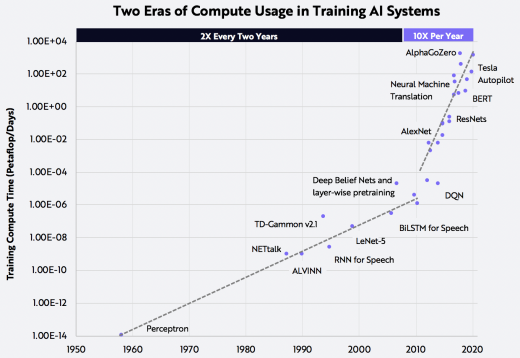 Two Eras of Compute Usage in Training AI Systems
2X Every Two Years
10X Per Year
Training Compute Time (Petaflop/Days)
1.00E+04
1.00E+02
1.00E+00
1.00E-02
1.00E-04
1.00E-06
1.00E-08
1.00E-10
1.00E-12
1.00E-14
AlphaGoZero
Tesla
Autopilot
Neural Machine
Translation
BERT
ResNets
AlexNet
Deep Belief Nets and
layer-wise pretraining
DQN
TD-Gammon v2.1
BiLSTM for Speech
LeNet-5
NETtalk
RNN for Speech
ALVINN
Perceptron
1950
1960
1970
1980
1990
2000
2010
2020